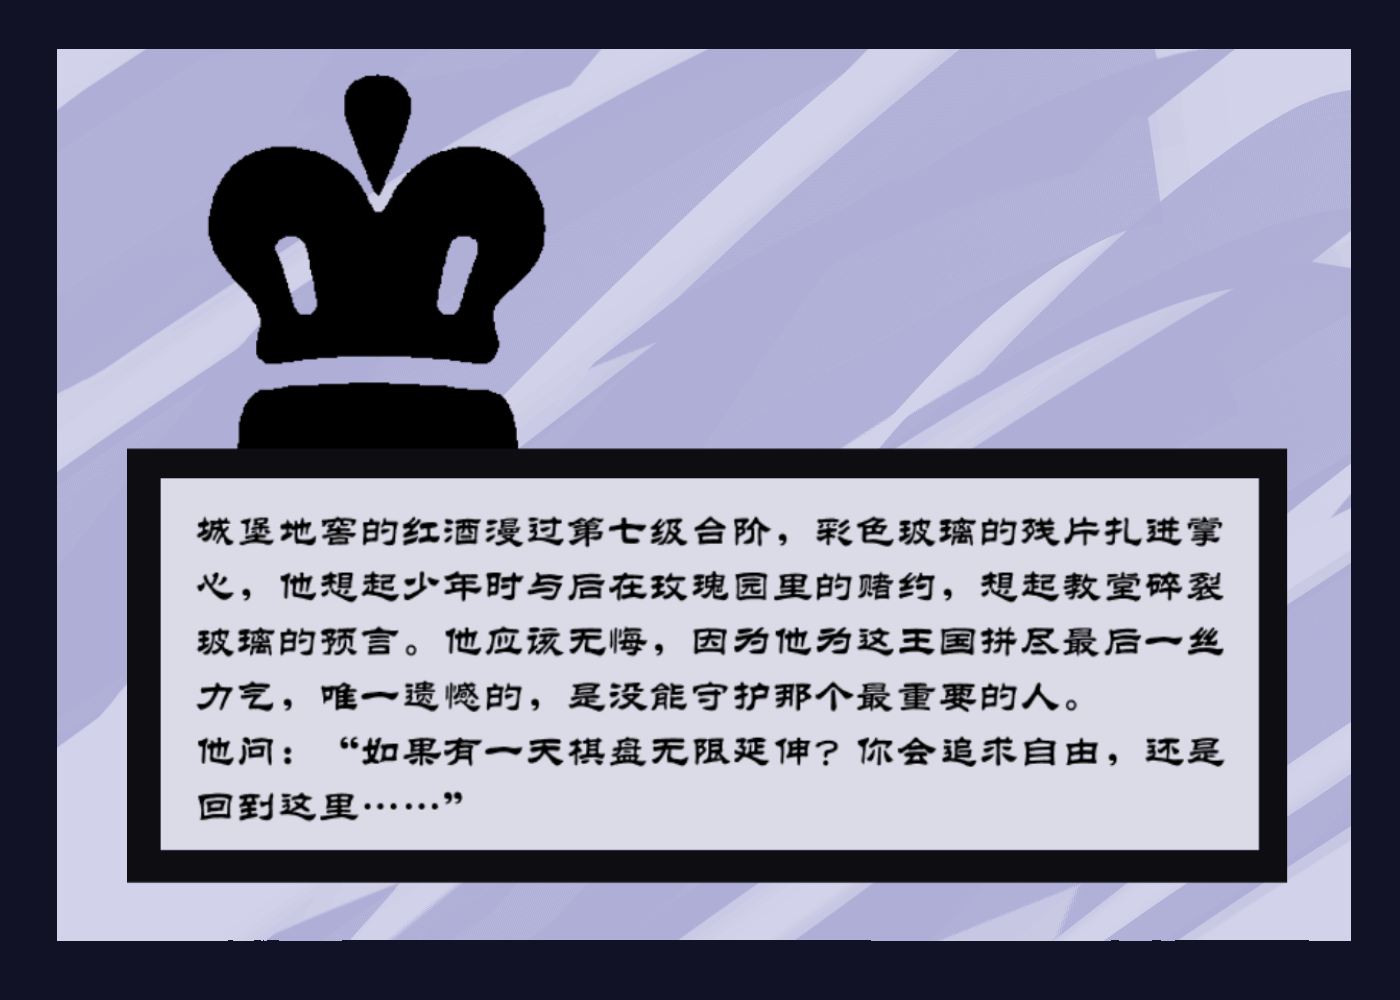 城堡地窖的红酒漫过第七级台阶，彩色玻璃的残片扎进掌
心，他想起少年时与后在玫瑰园里的赌约，想起教堂碎裂
玻璃的预言。他应该无悔，因为他为这王国拼尽最后一丝
力气，唯一遗憾的，是没能守护那个最重要的人。
他问：“如果有一天棋盘无限延伸？你会追求自由，还是
回到这里……”